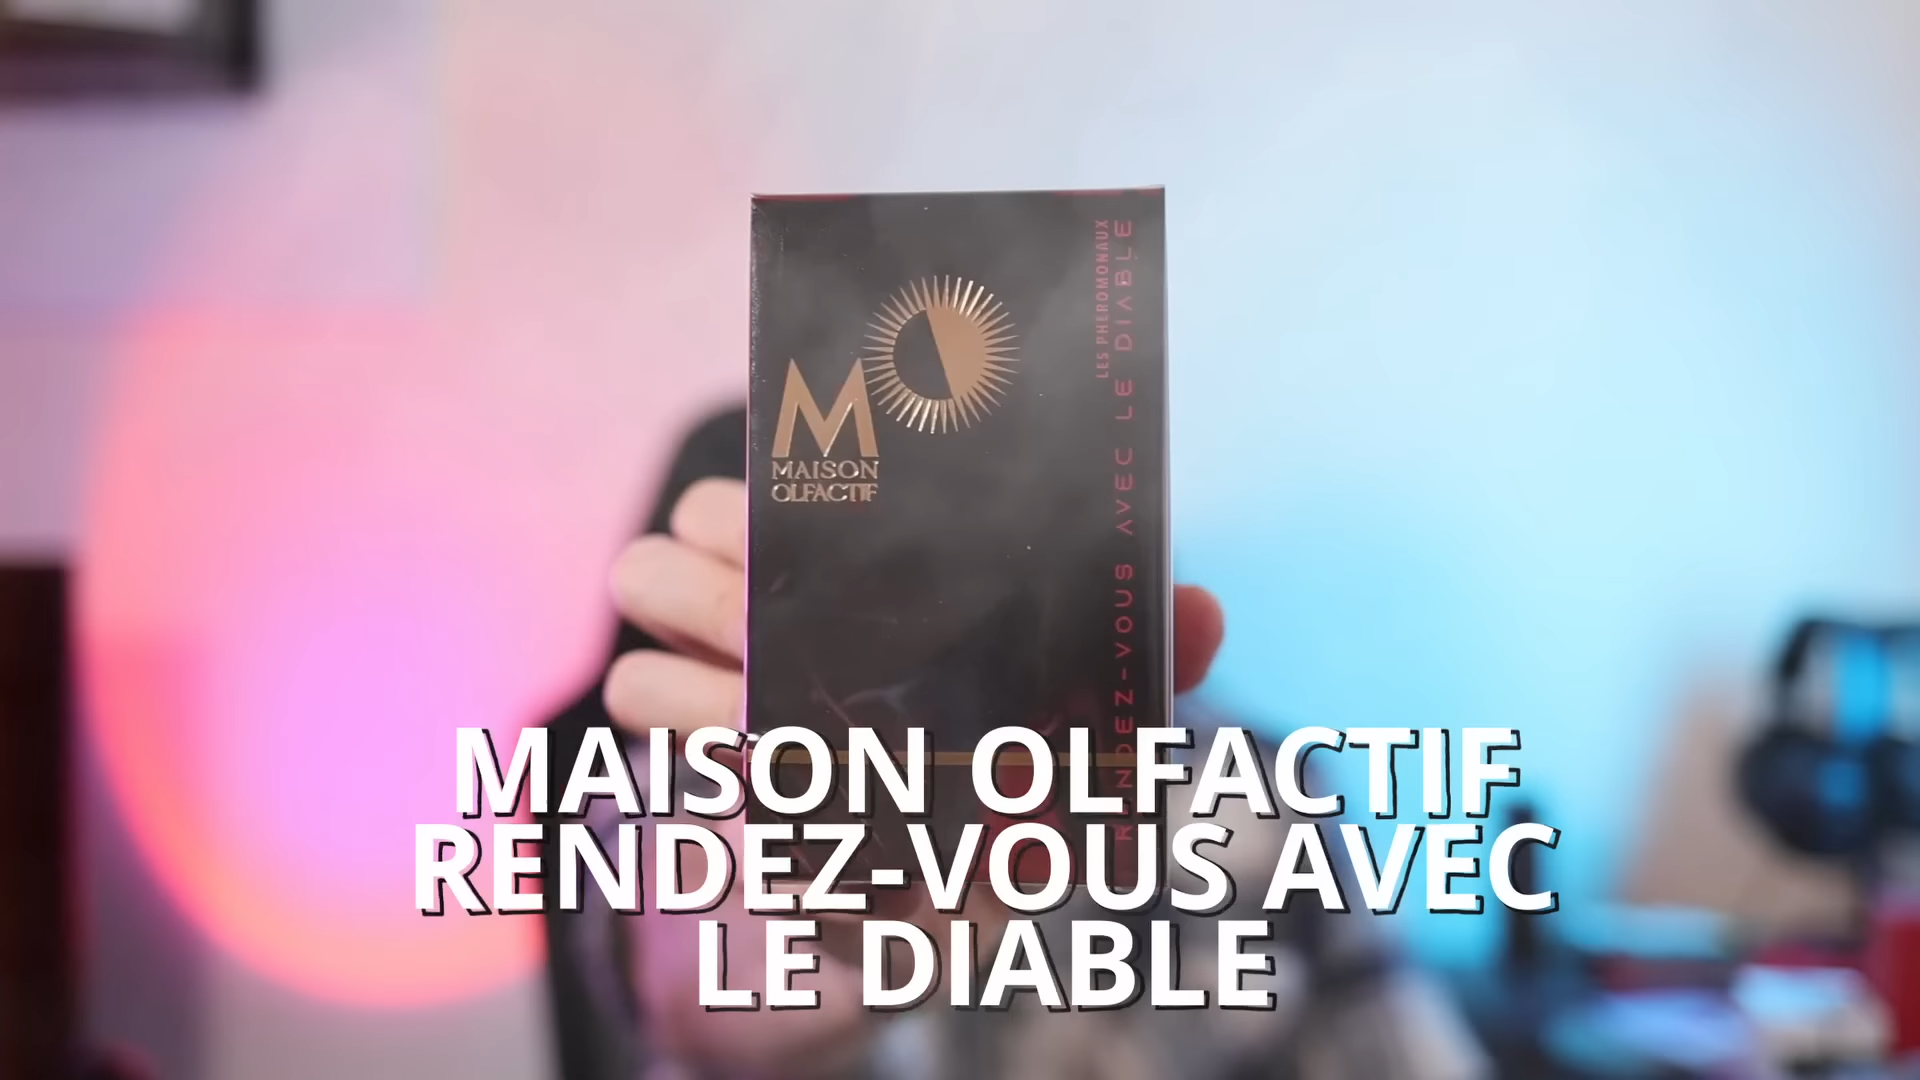 M
MAISON
OLFACTIF
LES PHEROMONAUX
RENDEZ-VOUS AVEC LE DIABLE
MAISON OLFACTIF
RENDEZ-VOUS AVEC
LE DIABLE